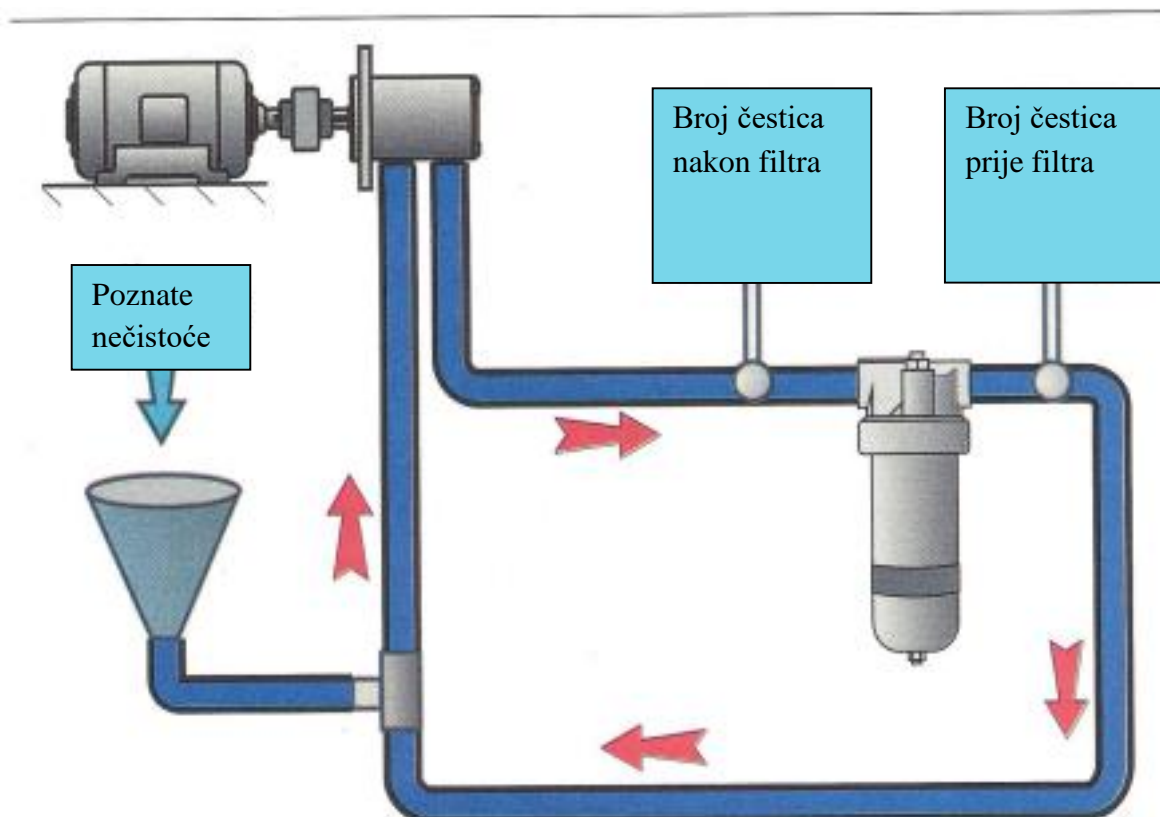 Broj čestica
nakon filtra
Broj čestica
prije filtra
Poznate
nečistoće